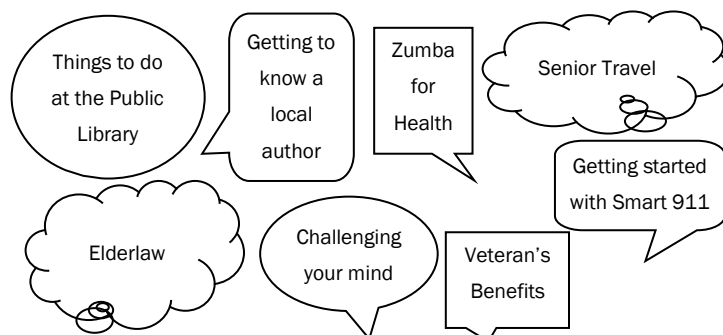 Things to do
at the Public
Library
Getting to
know a
local
author
Zumba
for
Health
Senior Travel
Getting started
with Smart 911
Elderlaw
Challenging
your mind
Veteran’s
Benefits